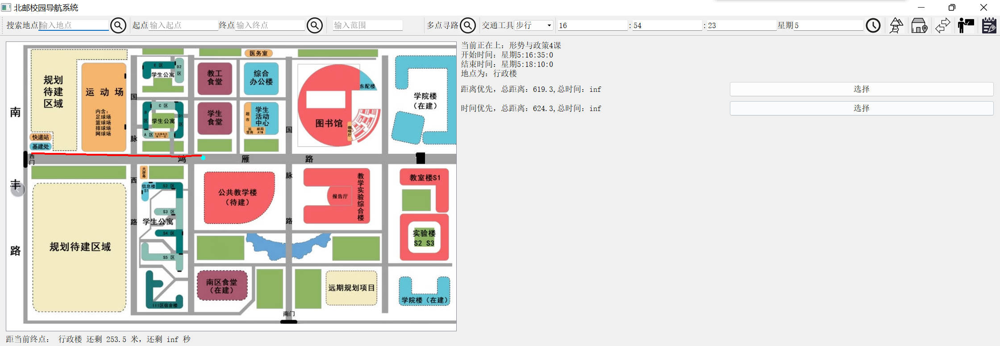 北邮校园导航系统
搜索地点 输入地点 起点 输入起点 终点 输入终点 输入范围 多点寻路 交通工具 步行 16 : 54 : 23 星期 5
当前正在上: 形势与政策4课
开始时间: 星期5:16:35:0
结束时间: 星期5:18:10:0
地点为: 行政楼
距离优先, 总距离: 619.3,总时间: inf 选择
时间优先, 总距离: 624.3,总时间: inf 选择
医务室
E 区
D2 区
学生公寓
教工
食堂
综合
办公楼
东配楼
规划
待建
区域
运 动 场
国
学院楼
(在建)
南
内含:
足球场
篮球场
排球场
网球场
C 区
B 区
D1 区
学生公寓
A 区
学生
食堂
超市
学生
活动
中心
运营商
邮局
ATM
图书馆
咖啡厅
国
快递站
基建处
脉
西门
鸿 雁 路
大屏幕
西
脉
丰
信息楼
S1
S2 区
公共教学楼
(待建)
报告厅
教学实验综合楼
教室楼S1
S3 区
学生公寓
路
路
S4 区
实验楼
S2 S3
规划待建区域
路
S5 区
南区食堂
(在建)
远期规划项目
学院楼 (在建)
III区宿舍楼
南门
距当前终点: 行政楼 还剩 253.5 米, 还剩 inf 秒